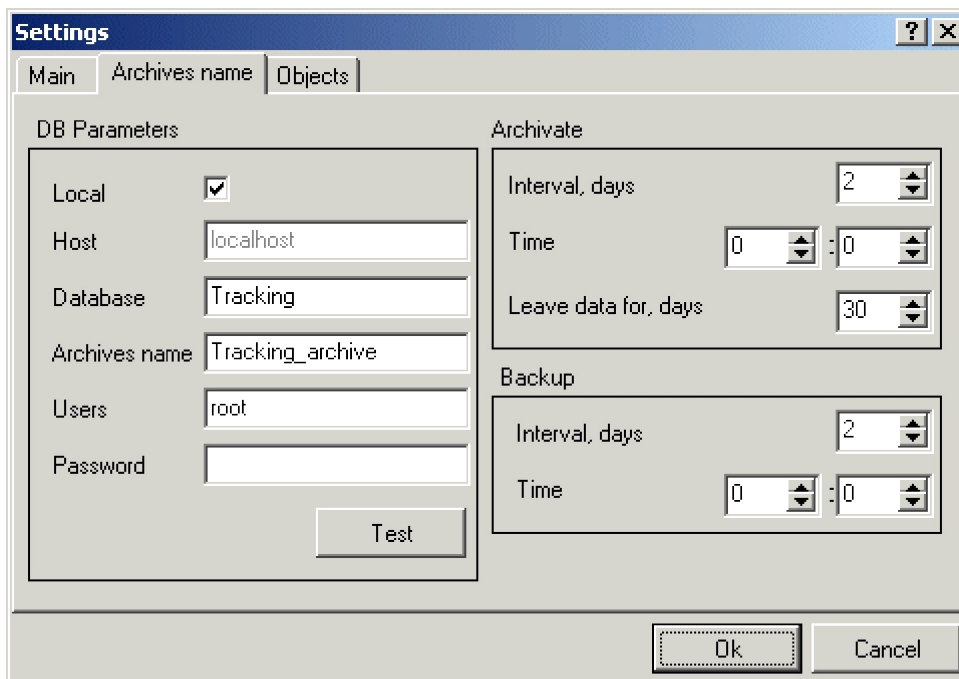 Settings
Main
Archives name
Objects
DB Parameters
Local
Host
localhost
Database
Tracking
Archives name
Tracking_archive
Users
root
Password
Test
Archivate
Interval, days
2
Time
0 : 0
Leave data for, days
30
Backup
Interval, days
2
Time
0 : 0
Ok
Cancel